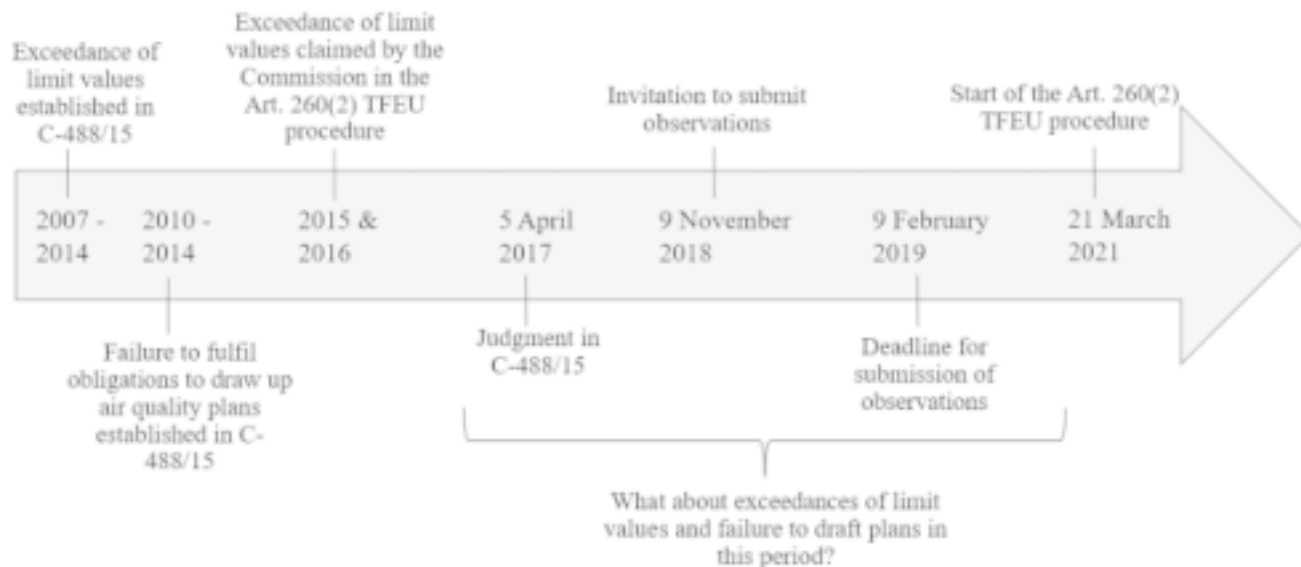 Exceedance of
limit values
established in
C-488/15
Exceedance of limit
values claimed by the
Commission in the
Art. 260(2) TFEU
procedure
Invitation to submit
observations
Start of the Art. 260(2)
TFEU procedure
2007 -
2014
2010 -
2014
2015 &
2016
5 April
2017
9 November
2018
9 February
2019
21 March
2021
Failure to fulfil
obligations to draw up
air quality plans
established in C-
488/15
Judgment in
C-488/15
Deadline for
submission of
observations
What about exceedances of limit
values and failure to draft plans in
this period?